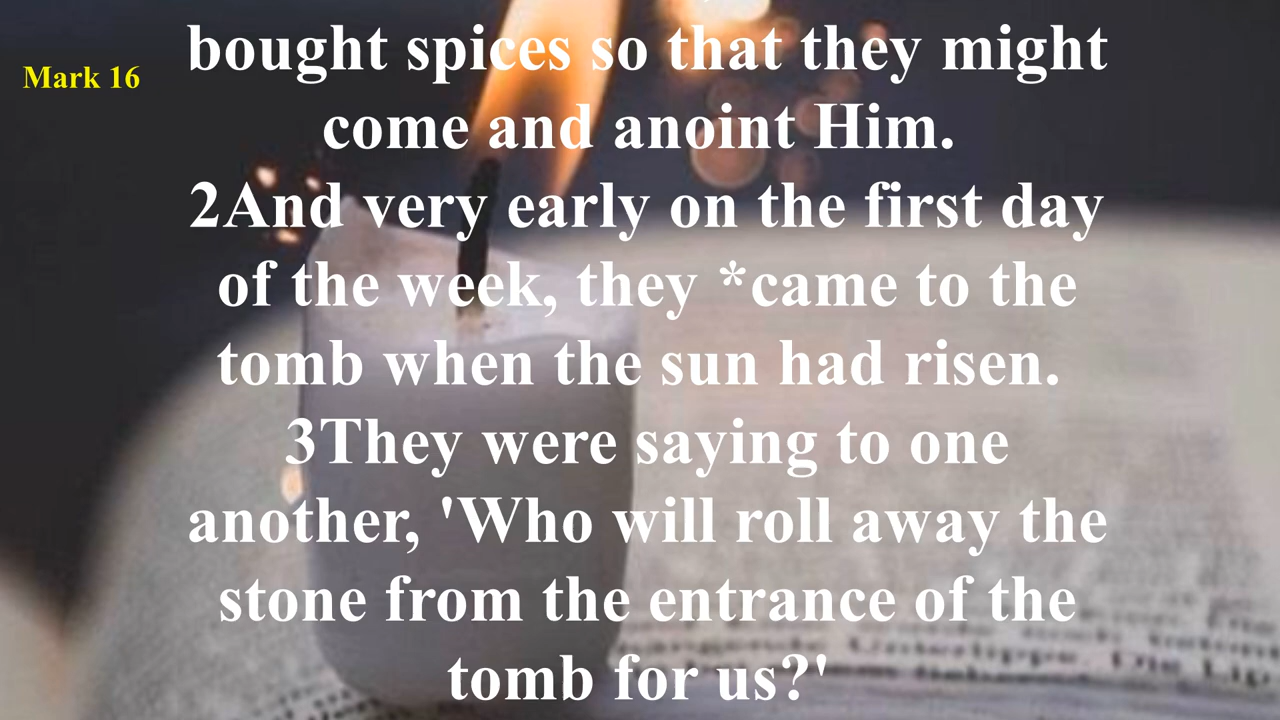 Mark 16
bought spices so that they might
come and anoint Him.
2And very early on the first day
of the week, they *came to the
tomb when the sun had risen.
3They were saying to one
another, 'Who will roll away the
stone from the entrance of the
tomb for us?'